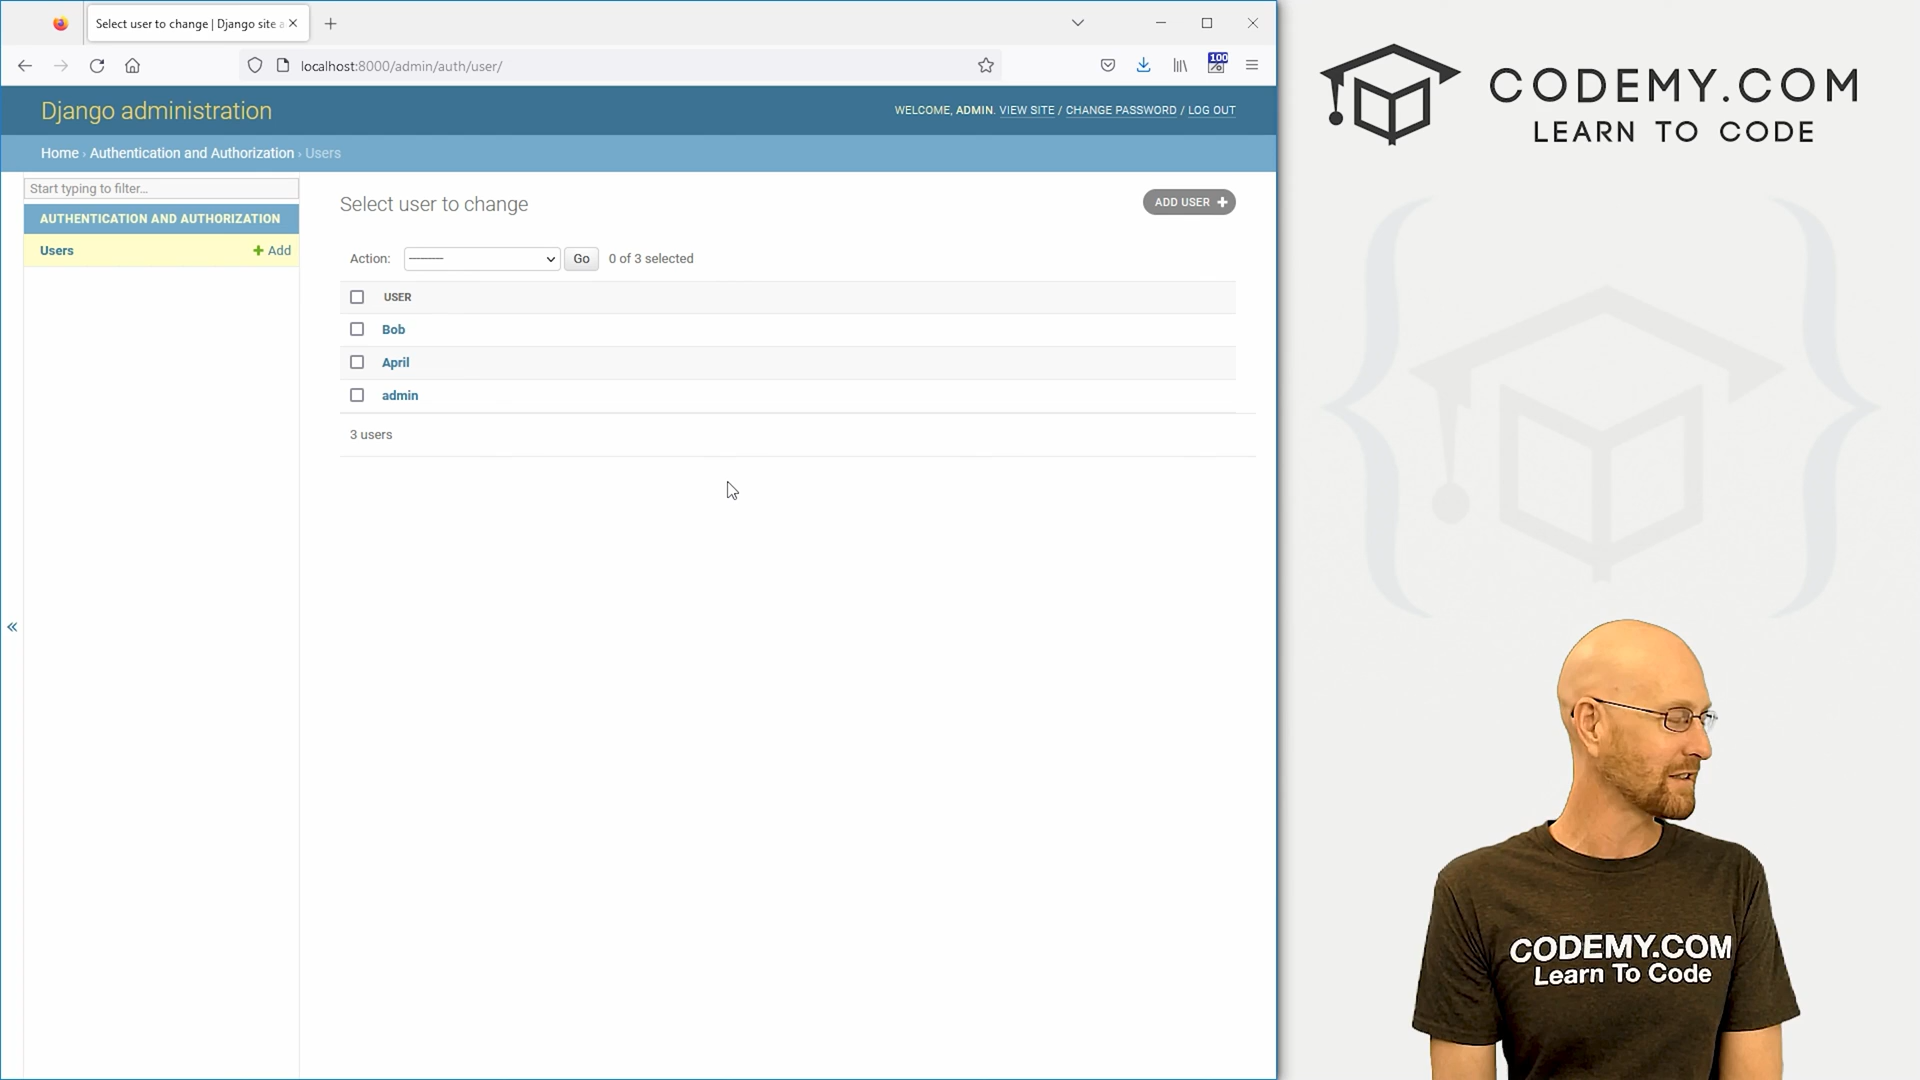 Select user to change | Django site a
localhost:8000/admin/auth/user/
100
Django administration
WELCOME, ADMIN. VIEW SITE / CHANGE PASSWORD / LOG OUT
Home › Authentication and Authorization › Users
Start typing to filter...
AUTHENTICATION AND AUTHORIZATION
Users
+ Add
Select user to change
ADD USER +
Action:
---------
Go
0 of 3 selected
USER
Bob
April
admin
3 users
«
CODEMY.COM
LEARN TO CODE
CODEMY.COM
Learn To Code